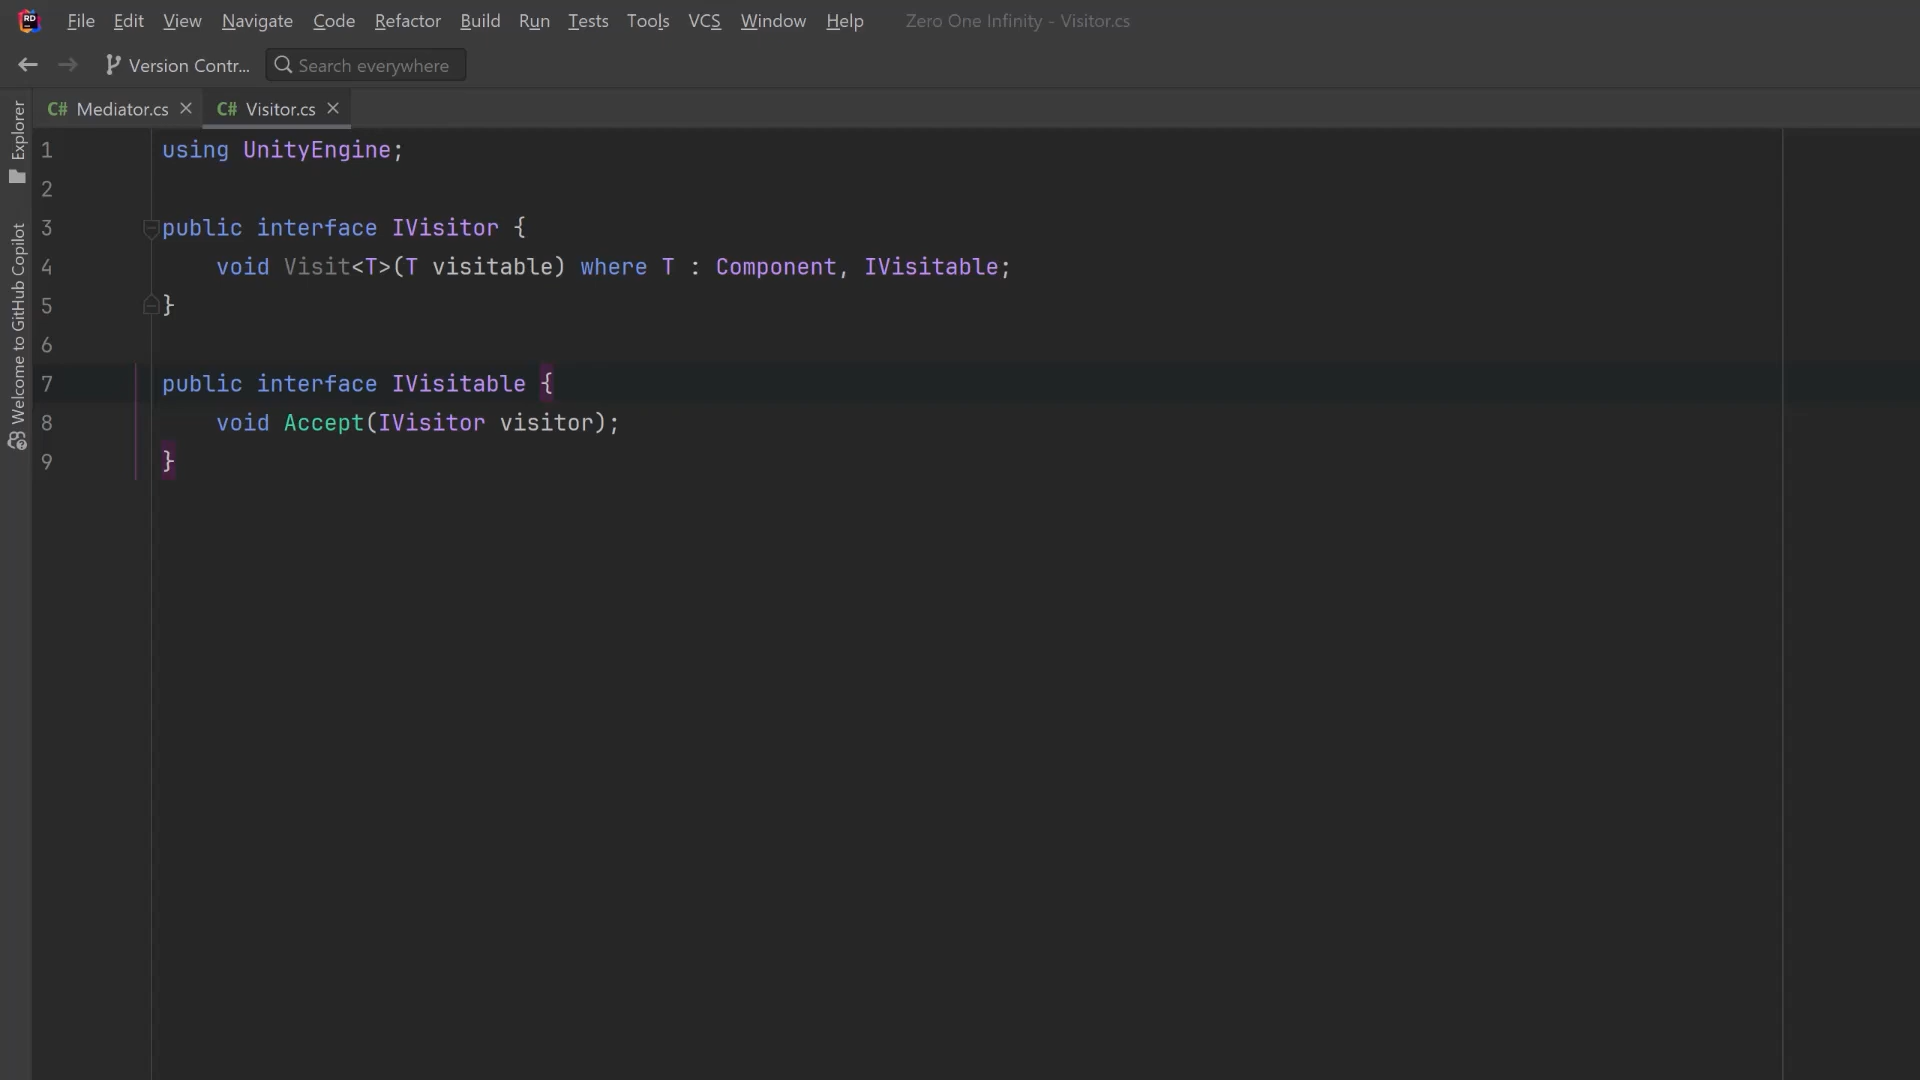 RD File Edit View Navigate Code Refactor Build Run Tests Tools VCS Window Help Zero One Infinity - Visitor.cs
Version Contr... Search everywhere
C# Mediator.cs C# Visitor.cs
Explorer
Welcome to GitHub Copilot
1 using UnityEngine;
2
3 public interface IVisitor {
4 void Visit<T>(T visitable) where T : Component, IVisitable;
5 }
6
7 public interface IVisitable {
8 void Accept(IVisitor visitor);
9 }